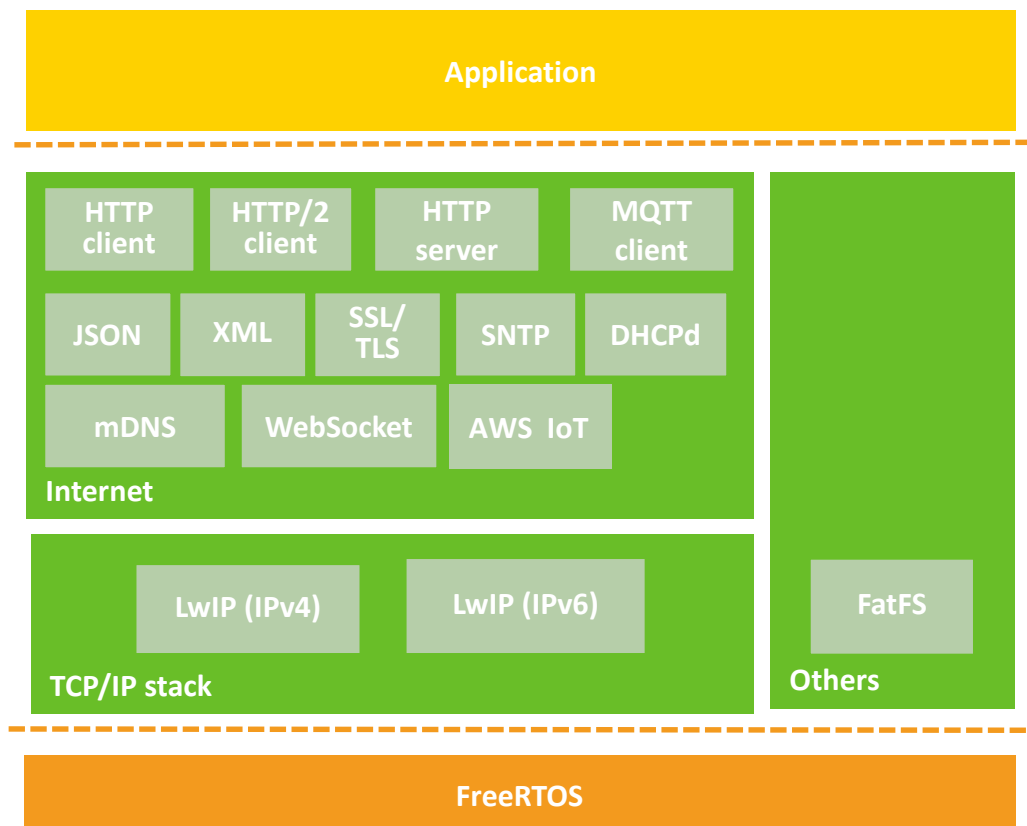 Application
HTTP
client
HTTP/2
client
HTTP
server
MQTT
client
JSON
XML
SSL/
TLS
SNTP
DHCPd
mDNS
WebSocket
AWS IoT
Internet
LwIP (IPv4)
LwIP (IPv6)
TCP/IP stack
FatFS
Others
FreeRTOS